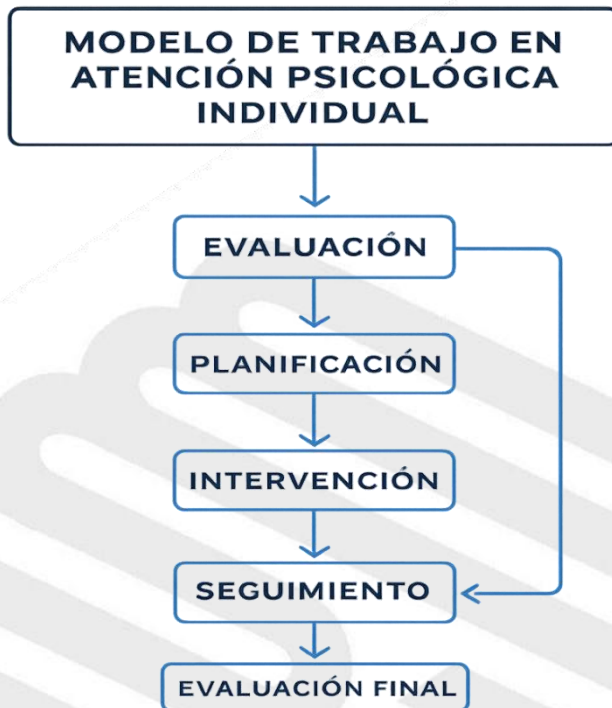 MODELO DE TRABAJO EN
ATENCIÓN PSICOLÓGICA
INDIVIDUAL
EVALUACIÓN
PLANIFICACIÓN
INTERVENCIÓN
SEGUIMIENTO
EVALUACIÓN FINAL